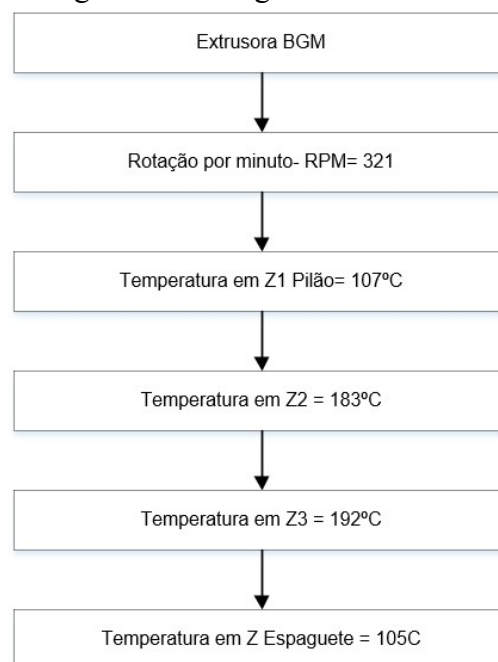 Extrusora BGM
Rotação por minuto- RPM= 321
Temperatura em Z1 Pilão= 107ºC
Temperatura em Z2 = 183ºC
Temperatura em Z3 = 192ºC
Temperatura em Z Espaguete = 105C